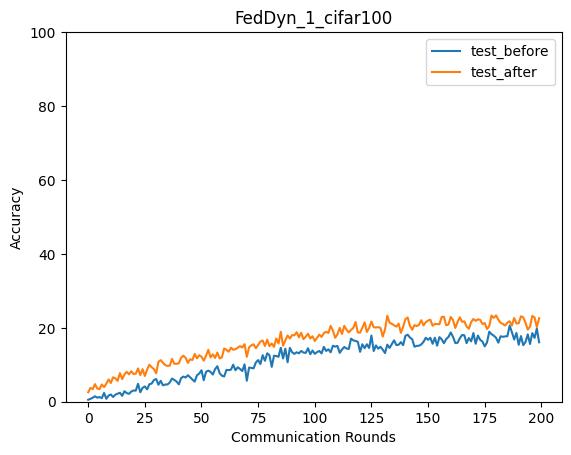 FedDyn_1_cifar100
test_before
test_after
Accuracy
100
80
60
40
20
0
0 25 50 75 100 125 150 175 200
Communication Rounds